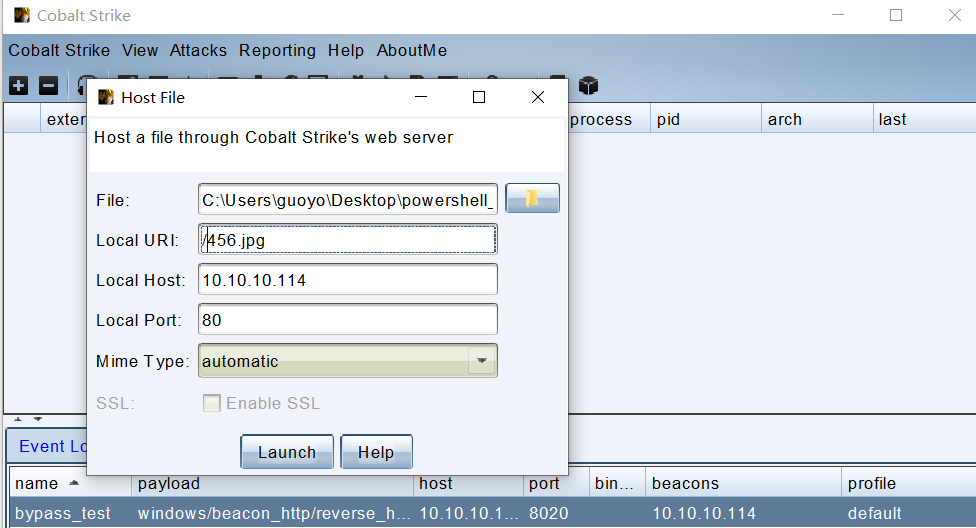 Cobalt Strike
Cobalt Strike View Attacks Reporting Help AboutMe
Host File
exter process pid arch last
Host a file through Cobalt Strike's web server
File: C:\Users\guoyo\Desktop\powershell_
Local URI: /456.jpg
Local Host: 10.10.10.114
Local Port: 80
Mime Type: automatic
SSL: Enable SSL
Launch Help
Event Lo
name payload host port bin... beacons profile
bypass_test windows/beacon_http/reverse_h... 10.10.10.1... 8020 10.10.10.114 default